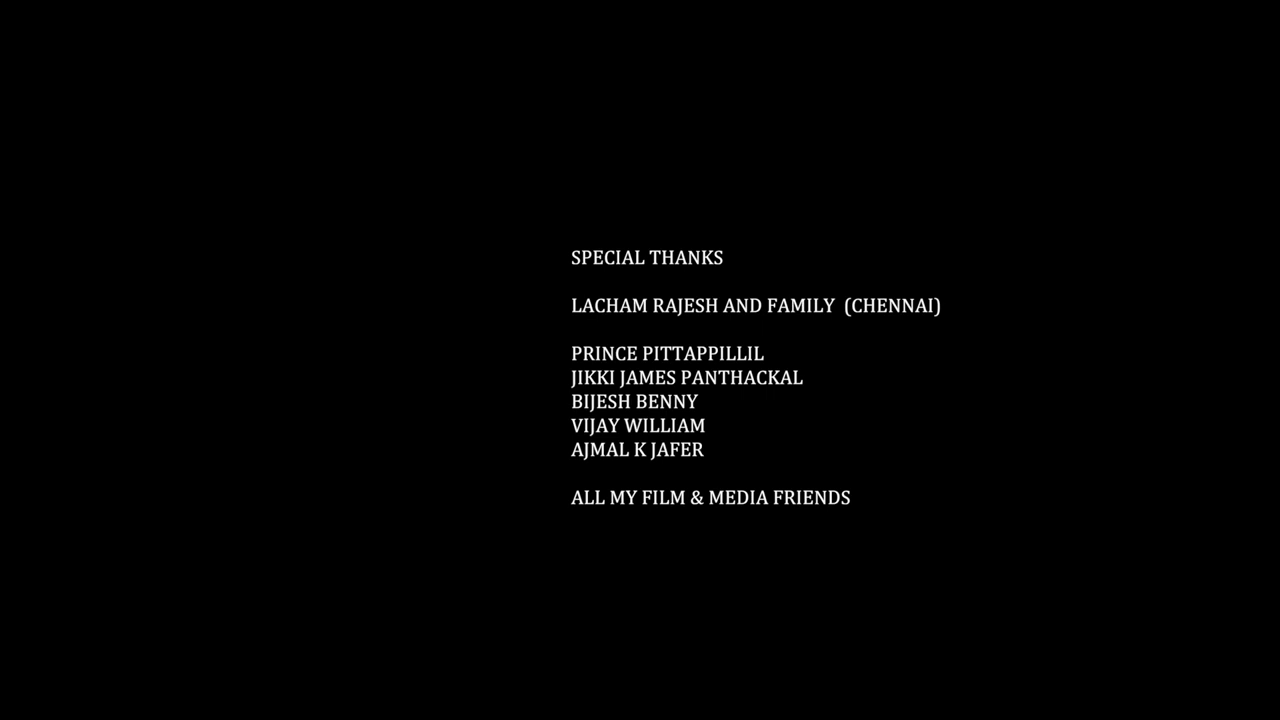 SPECIAL THANKS
LACHAM RAJESH AND FAMILY (CHENNAI)
PRINCE PITTAPPILLIL
JIKKI JAMES PANTHACKAL
BIJESH BENNY
VIJAY WILLIAM
AJMAL K JAFER
ALL MY FILM & MEDIA FRIENDS